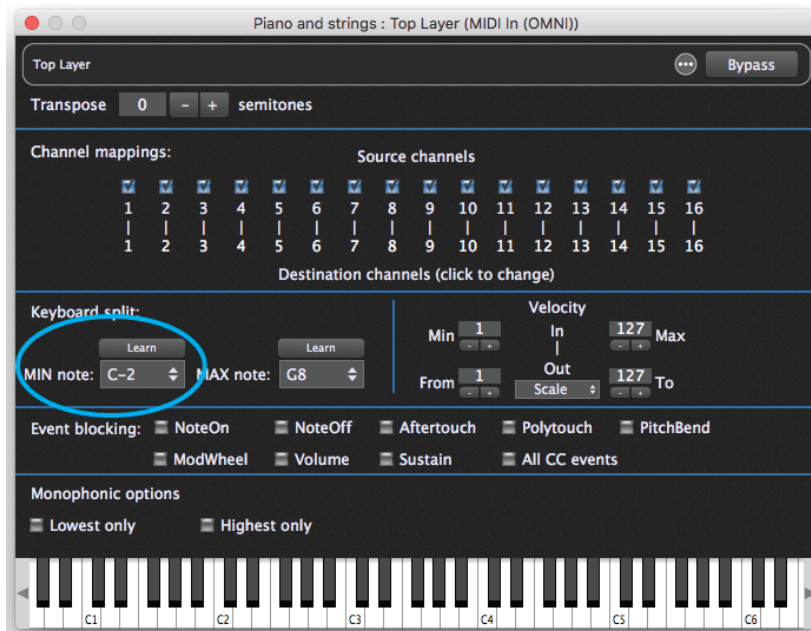 Piano and strings : Top Layer (MIDI In (OMNI))
Top Layer
Bypass
Transpose 0 - + semitones
Channel mappings:
Source channels
1 2 3 4 5 6 7 8 9 10 11 12 13 14 15 16
1 2 3 4 5 6 7 8 9 10 11 12 13 14 15 16
Destination channels (click to change)
Keyboard split:
Learn Learn
MIN note: C-2 MAX note: G8
Velocity
Min 1 In 127 Max
- + - +
Out
From 1 Scale 127 To
- + - +
Event blocking: NoteOn NoteOff Aftertouch Polytouch PitchBend
ModWheel Volume Sustain All CC events
Monophonic options
Lowest only Highest only
C1 C2 C3 C4 C5 C6